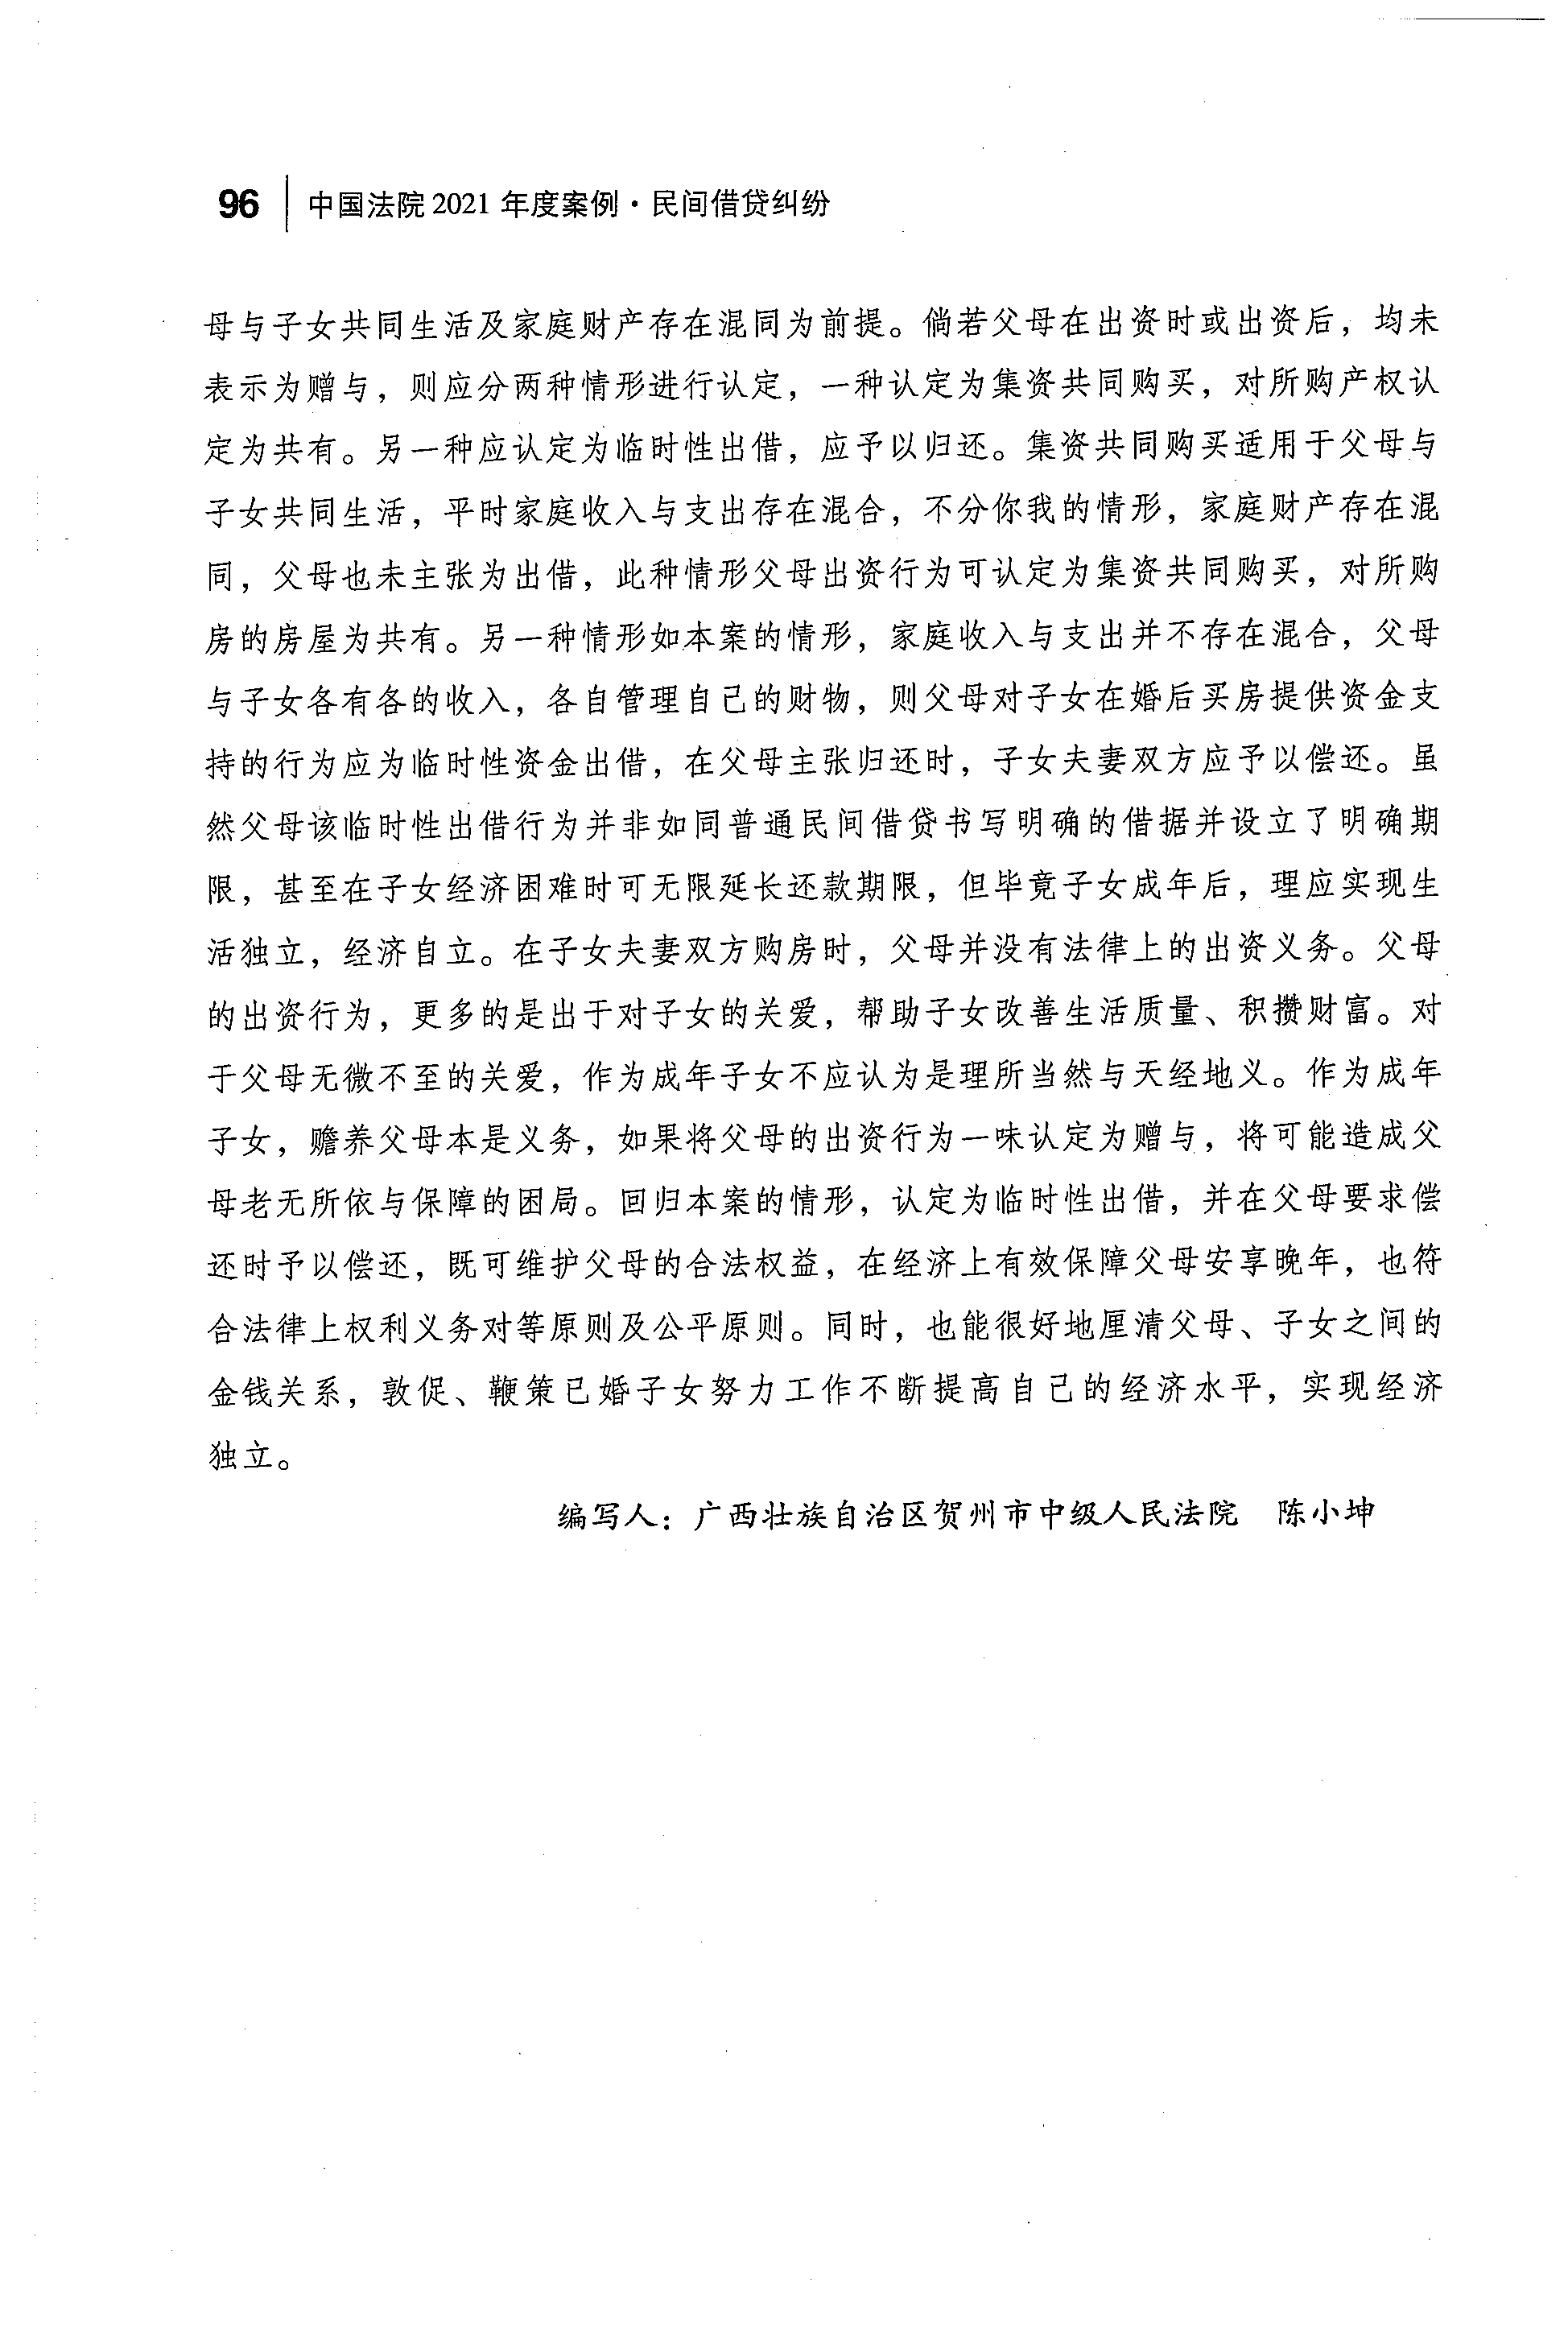 96 中国法院2021年度案例·民间借贷纠纷
母与子女共同生活及家庭财产存在混同为前提。倘若父母在出资时或出资后，均未
表示为赠与，则应分两种情形进行认定，一种认定为集资共同购买，对所购产权认
定为共有。另一种应认定为临时性出借，应予以归还。集资共同购买适用于父母与
子女共同生活，平时家庭收入与支出存在混合，不分你我的情形，家庭财产存在混
同，父母也未主张为出借，此种情形父母出资行为可认定为集资共同购买，对所购
房的房屋为共有。另一种情形如本案的情形，家庭收入与支出并不存在混合，父母
与子女各有各的收入，各自管理自己的财物，则父母对子女在婚后买房提供资金支
持的行为应为临时性资金出借，在父母主张归还时，子女夫妻双方应予以偿还。虽
然父母该临时性出借行为并非如同普通民间借贷书写明确的借据并设立了明确期
限，甚至在子女经济困难时可无限延长还款期限，但毕竟子女成年后，理应实现生
活独立，经济自立。在子女夫妻双方购房时，父母并没有法律上的出资义务。父母
的出资行为，更多的是出于对子女的关爱，帮助子女改善生活质量、积攒财富。对
于父母无微不至的关爱，作为成年子女不应认为是理所当然与天经地义。作为成年
子女，赡养父母本是义务，如果将父母的出资行为一味认定为赠与，将可能造成父
母老无所依与保障的困局。回归本案的情形，认定为临时性出借，并在父母要求偿
还时予以偿还，既可维护父母的合法权益，在经济上有效保障父母安享晚年，也符
合法律上权利义务对等原则及公平原则。同时，也能很好地厘清父母、子女之间的
金钱关系，敦促、鞭策已婚子女努力工作不断提高自己的经济水平，实现经济
独立。
编写人：广西壮族自治区贺州市中级人民法院 陈小坤